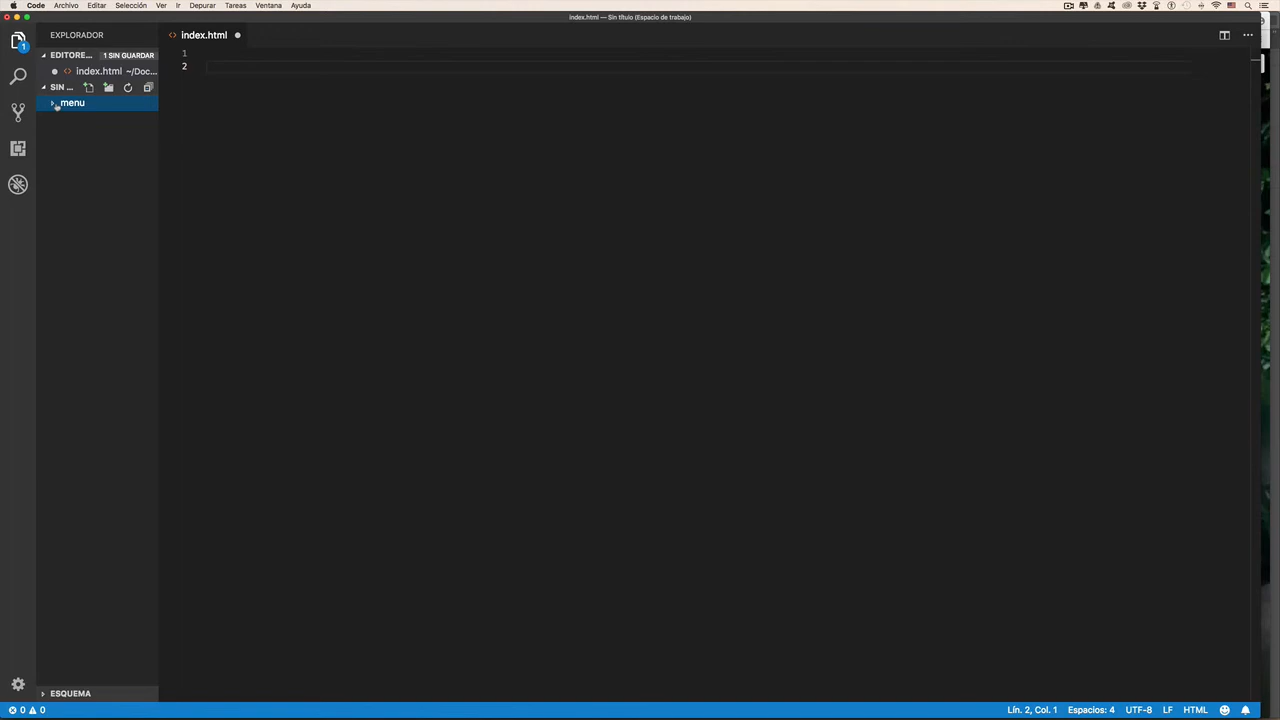 Code Archivo Editar Selección Ver Ir Depurar Tareas Ventana Ayuda
index.html — Sin título (Espacio de trabajo)
EXPLORADOR
index.html
EDITORE... 1 SIN GUARDAR
1
1
index.html ~/Doc...
2
SIN ...
menu
ESQUEMA
0 0
Lín. 2, Col. 1 Espacios: 4 UTF-8 LF HTML